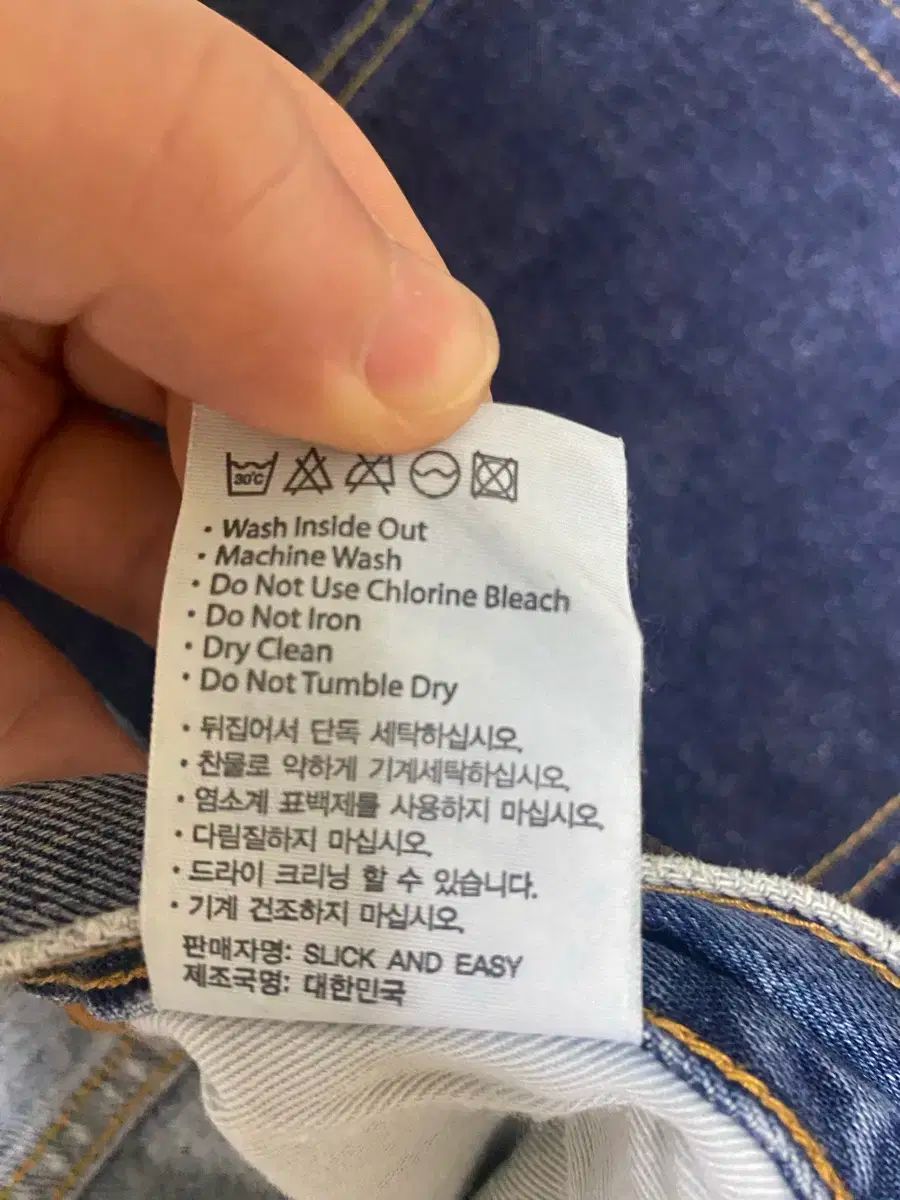 30°C
• Wash Inside Out
• Machine Wash
• Do Not Use Chlorine Bleach
• Do Not Iron
• Dry Clean
• Do Not Tumble Dry
• 뒤집어서 단독 세탁하십시오.
• 찬물로 약하게 기계세탁하십시오.
• 염소계 표백제를 사용하지 마십시오.
• 다림질하지 마십시오.
• 드라이 크리닝 할 수 있습니다.
• 기계 건조하지 마십시오.
판매자명: SLICK AND EASY
제조국명: 대한민국